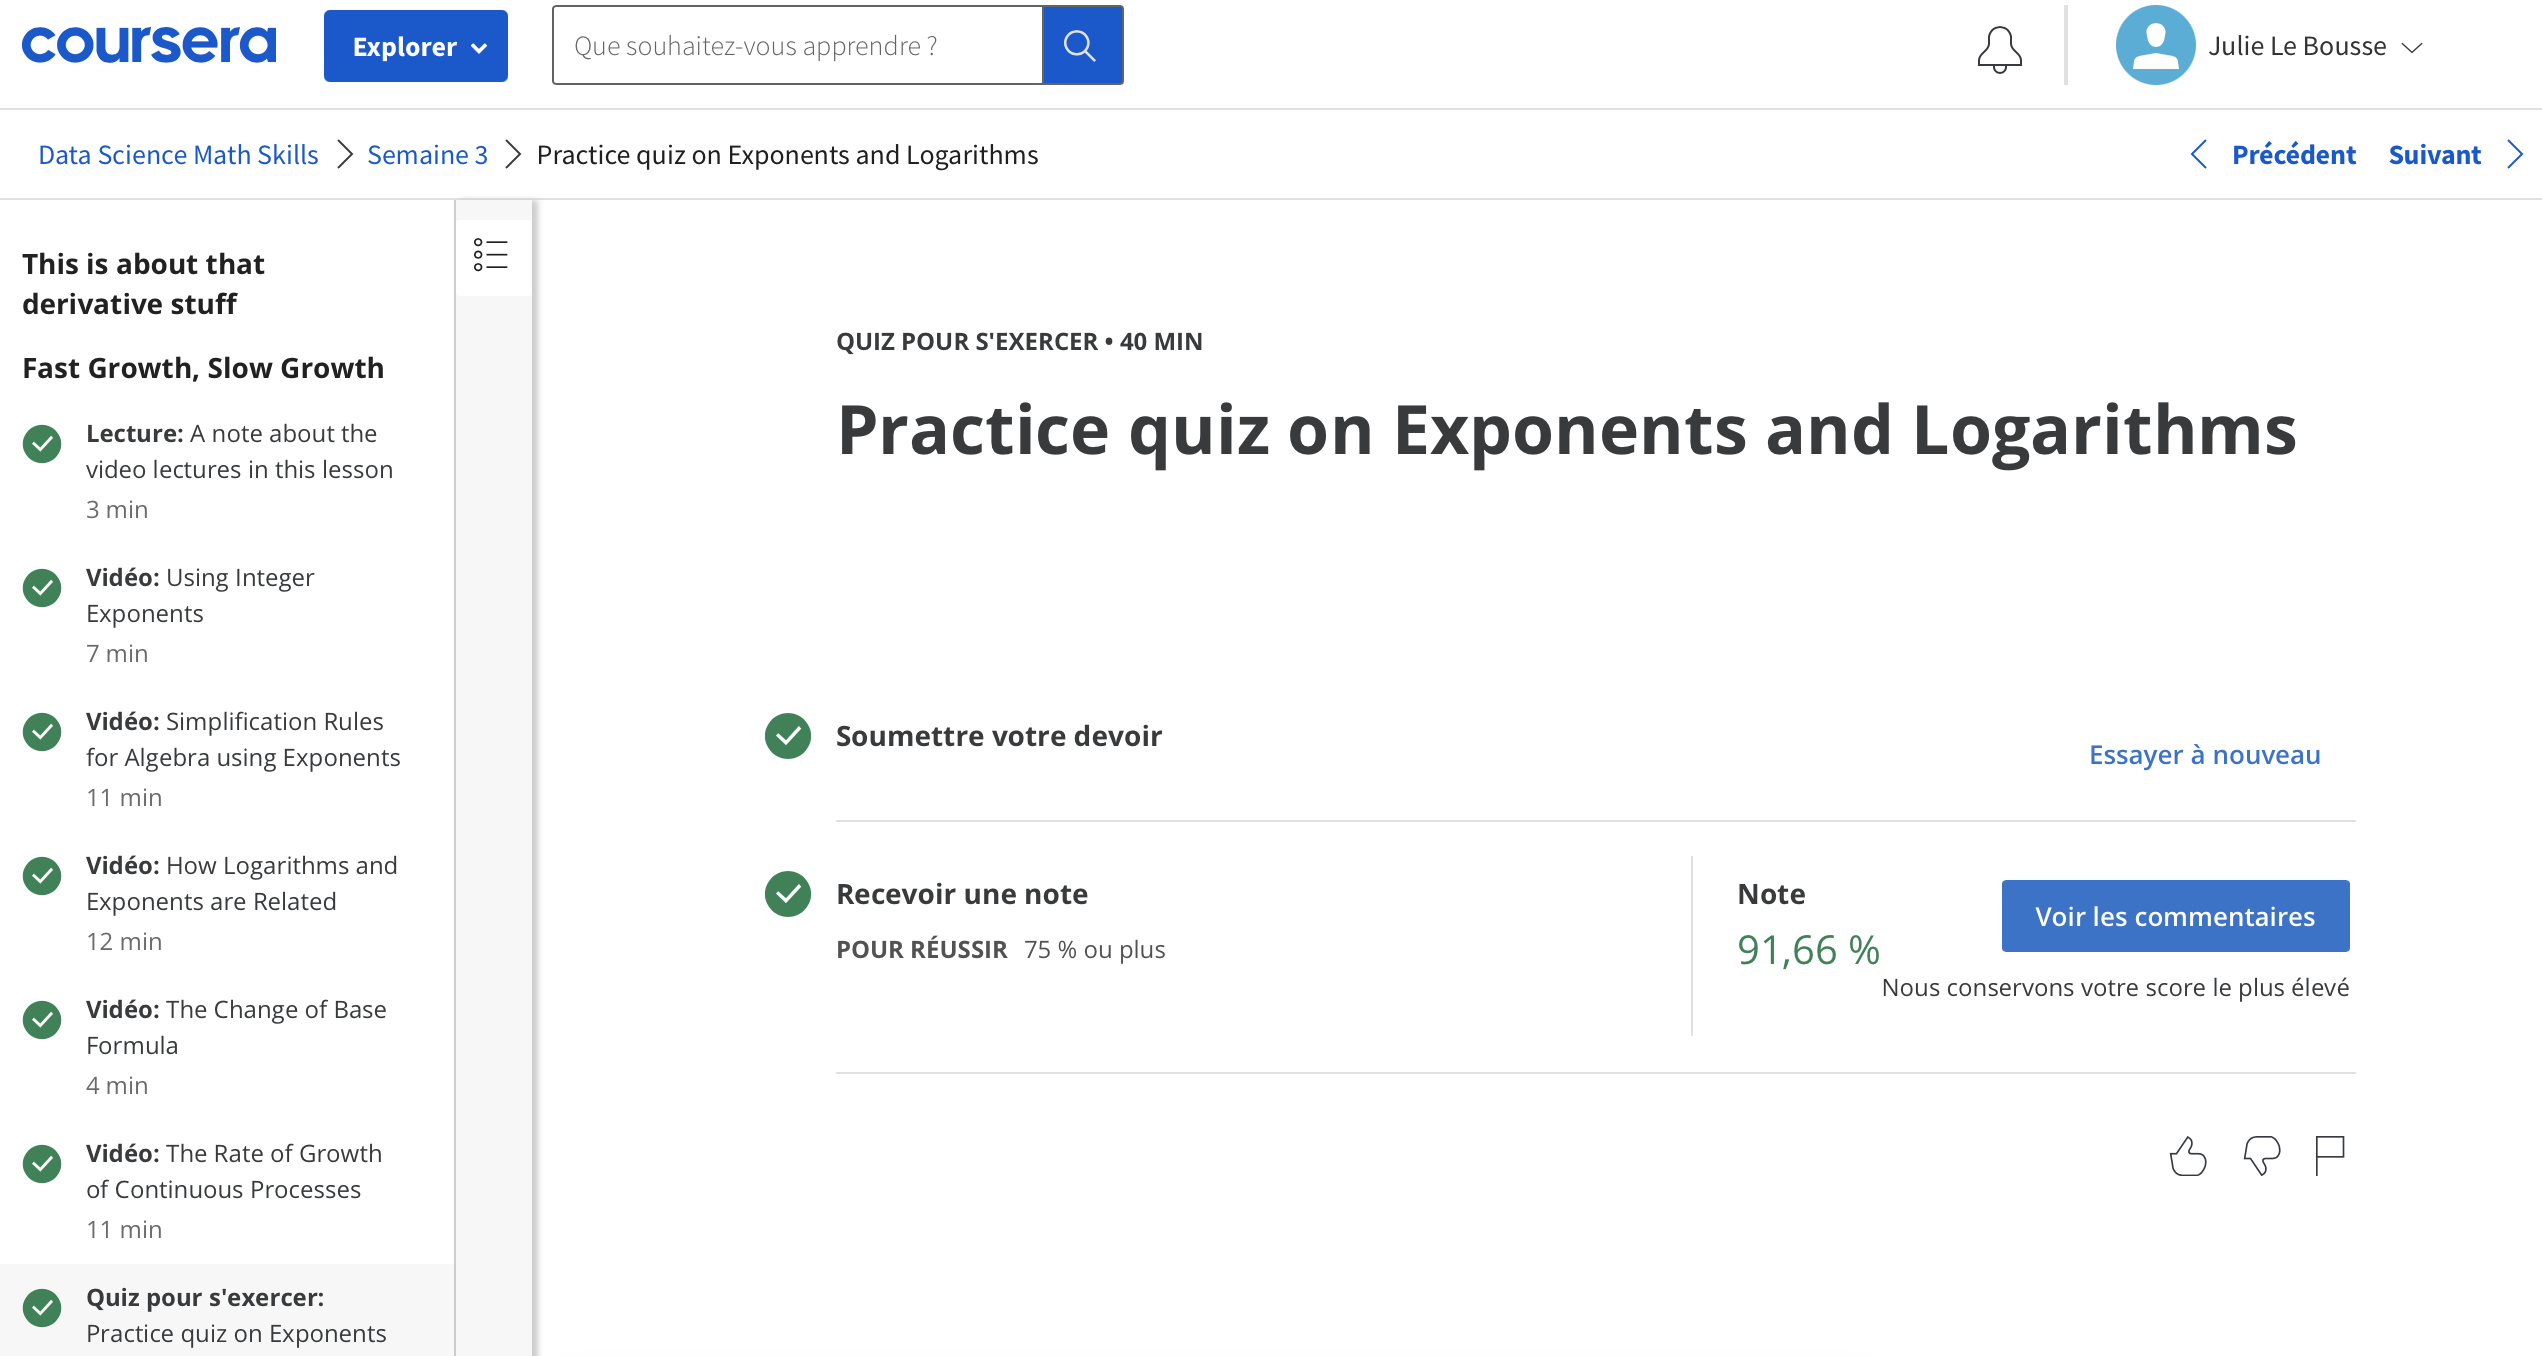 coursera
Explorer
Que souhaitez-vous apprendre ?
Julie Le Bousse
Data Science Math Skills
Semaine 3
Practice quiz on Exponents and Logarithms
Précédent
Suivant
This is about that
derivative stuff
Fast Growth, Slow Growth
Lecture: A note about the
video lectures in this lesson
3 min
Vidéo: Using Integer
Exponents
7 min
Vidéo: Simplification Rules
for Algebra using Exponents
11 min
Vidéo: How Logarithms and
Exponents are Related
12 min
Vidéo: The Change of Base
Formula
4 min
Vidéo: The Rate of Growth
of Continuous Processes
11 min
Quiz pour s'exercer:
Practice quiz on Exponents
QUIZ POUR S'EXERCER • 40 MIN
Practice quiz on Exponents and Logarithms
Soumettre votre devoir
Essayer à nouveau
Recevoir une note
POUR RÉUSSIR 75 % ou plus
Note
91,66 %
Voir les commentaires
Nous conservons votre score le plus élevé